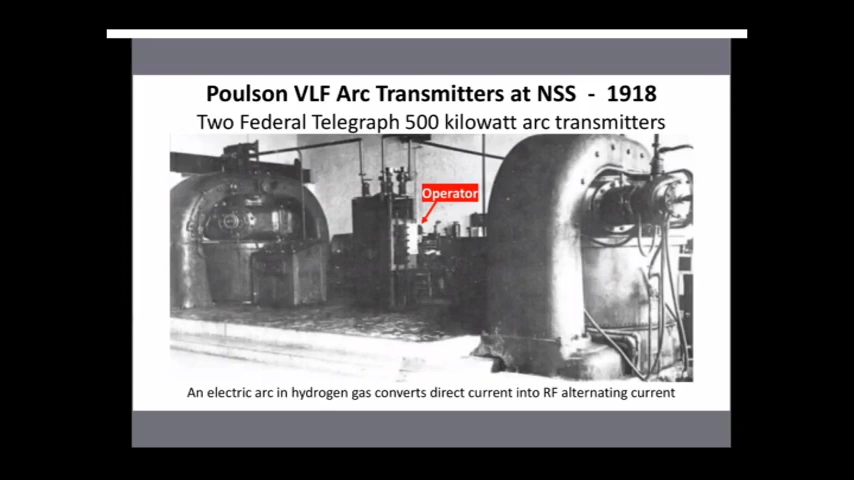 Poulson VLF Arc Transmitters at NSS - 1918
Two Federal Telegraph 500 kilowatt arc transmitters
Operator
An electric arc in hydrogen gas converts direct current into RF alternating current